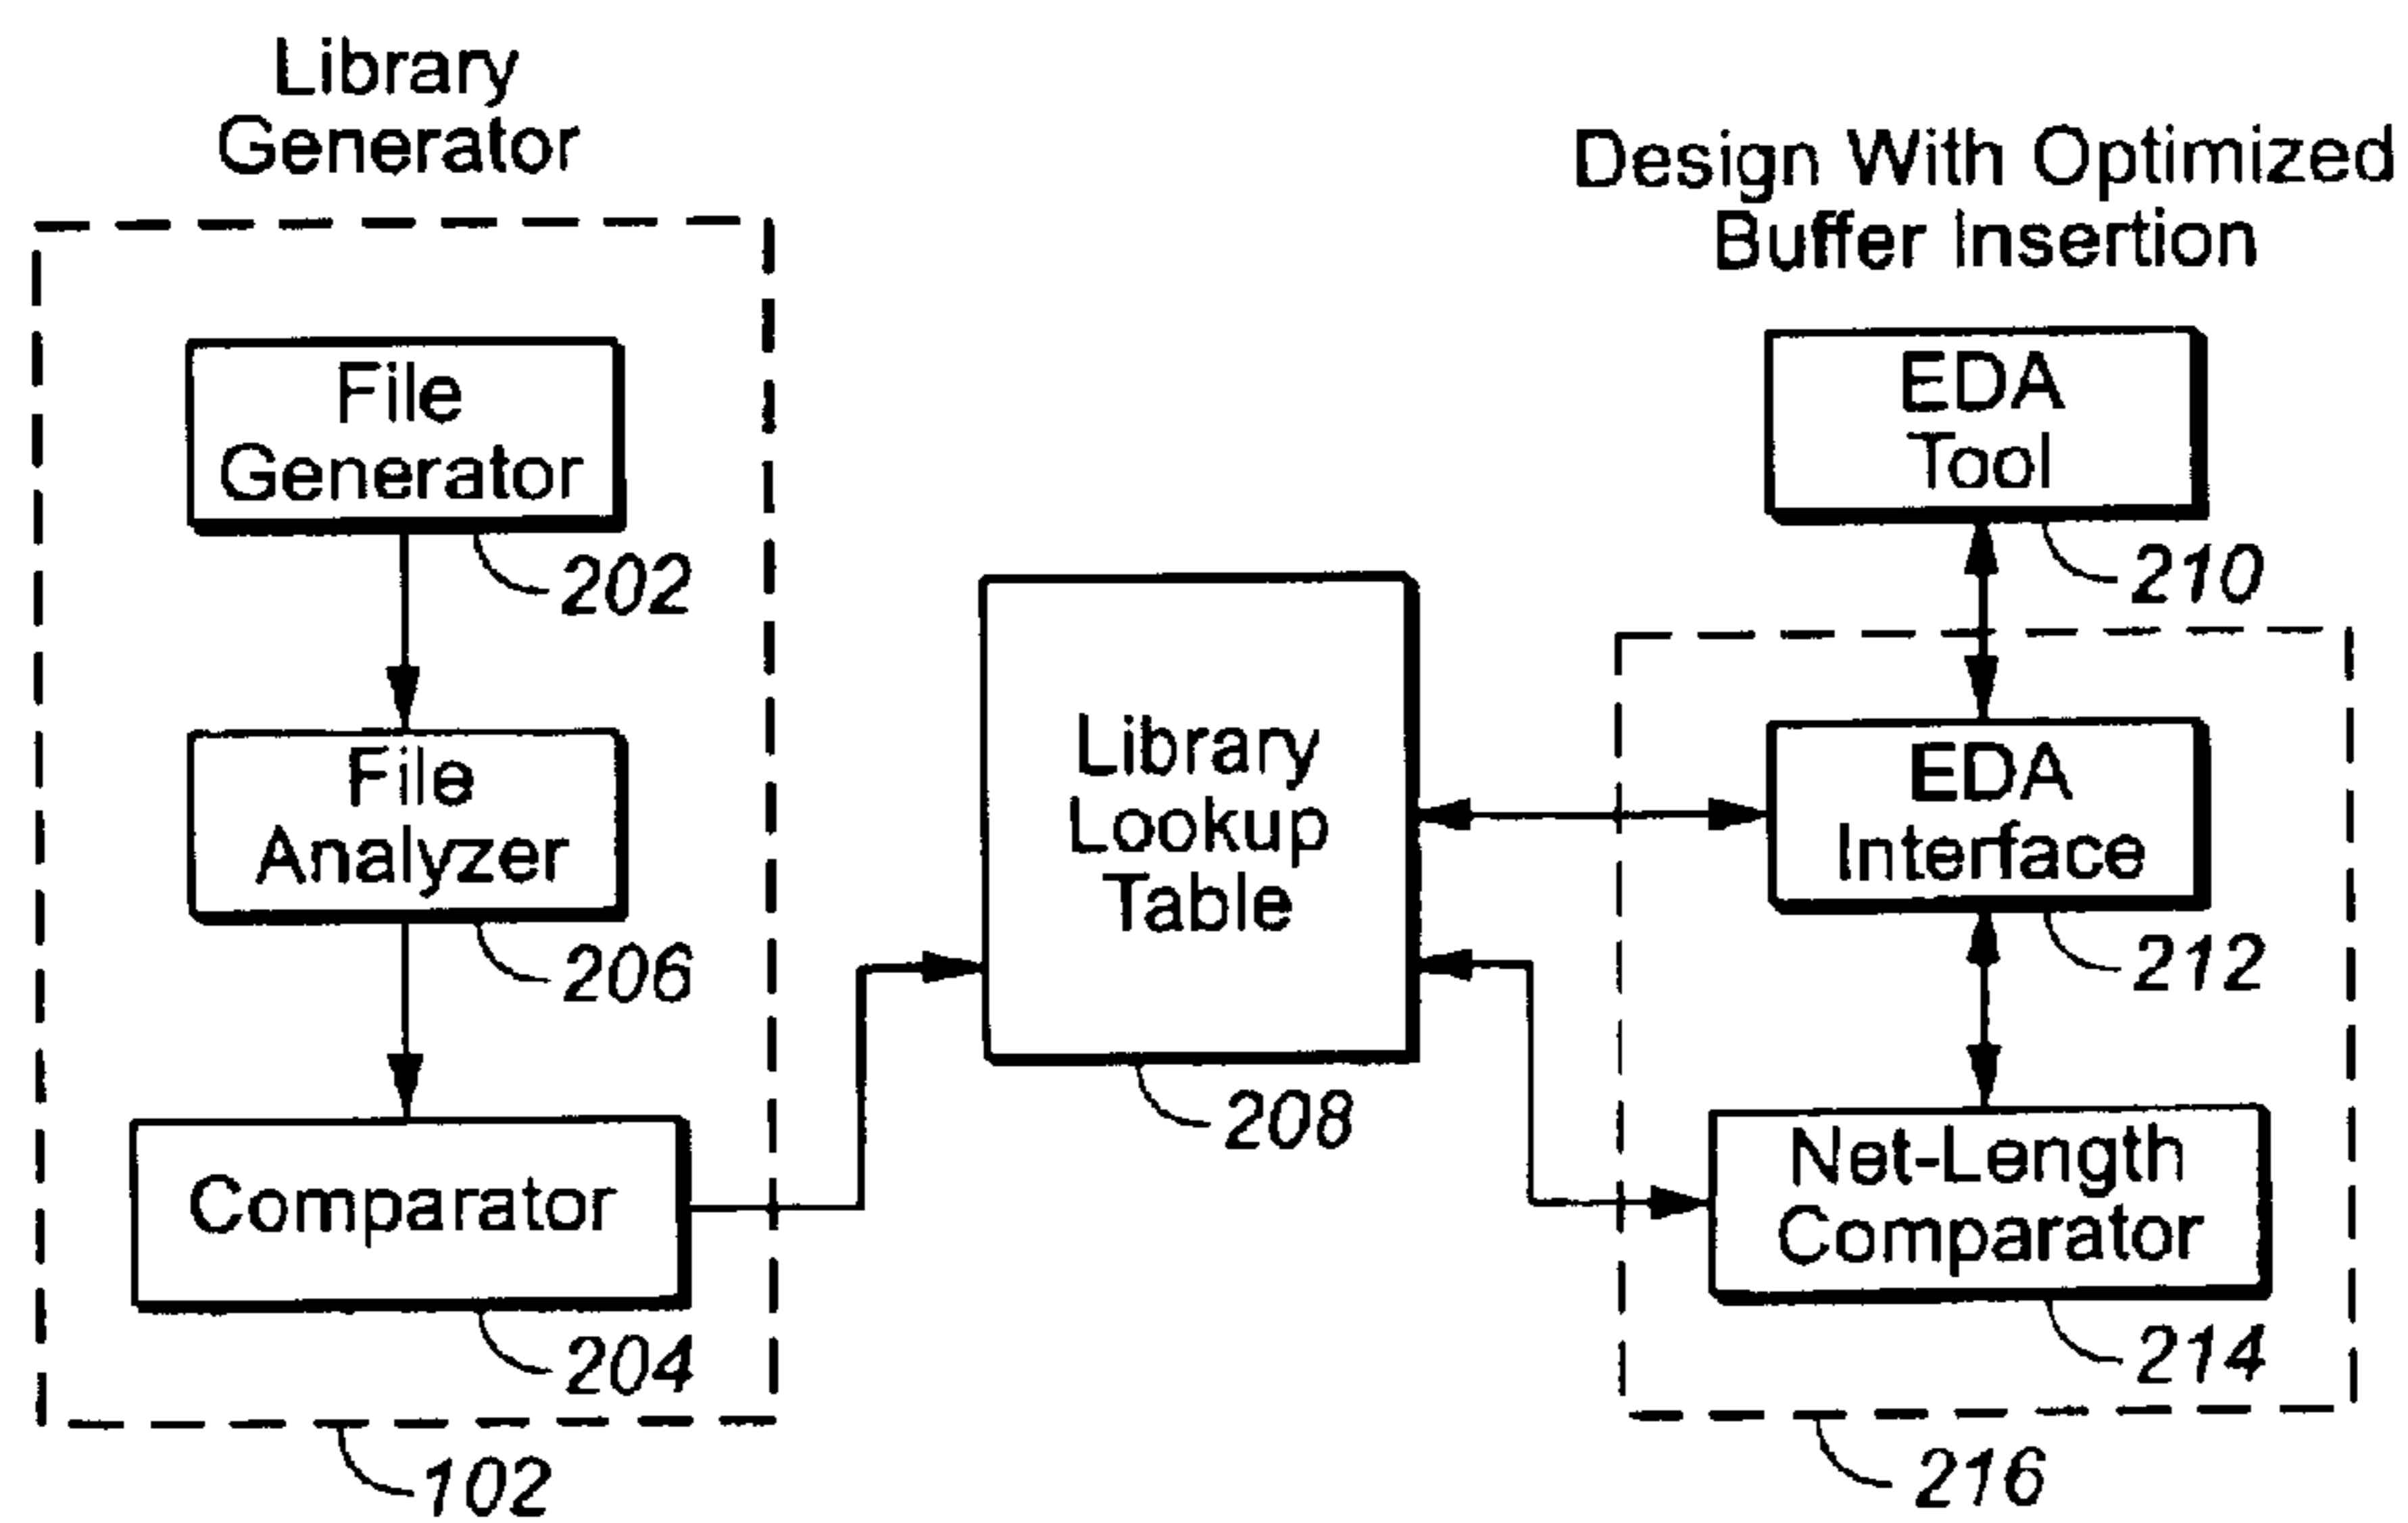 Library
Generator
File
Generator
202
File
Analyzer
206
Comparator
204
102
Library
Lookup
Table
208
Design With Optimized
Buffer Insertion
EDA
Tool
210
EDA
Interface
212
Net-Length
Comparator
214
216